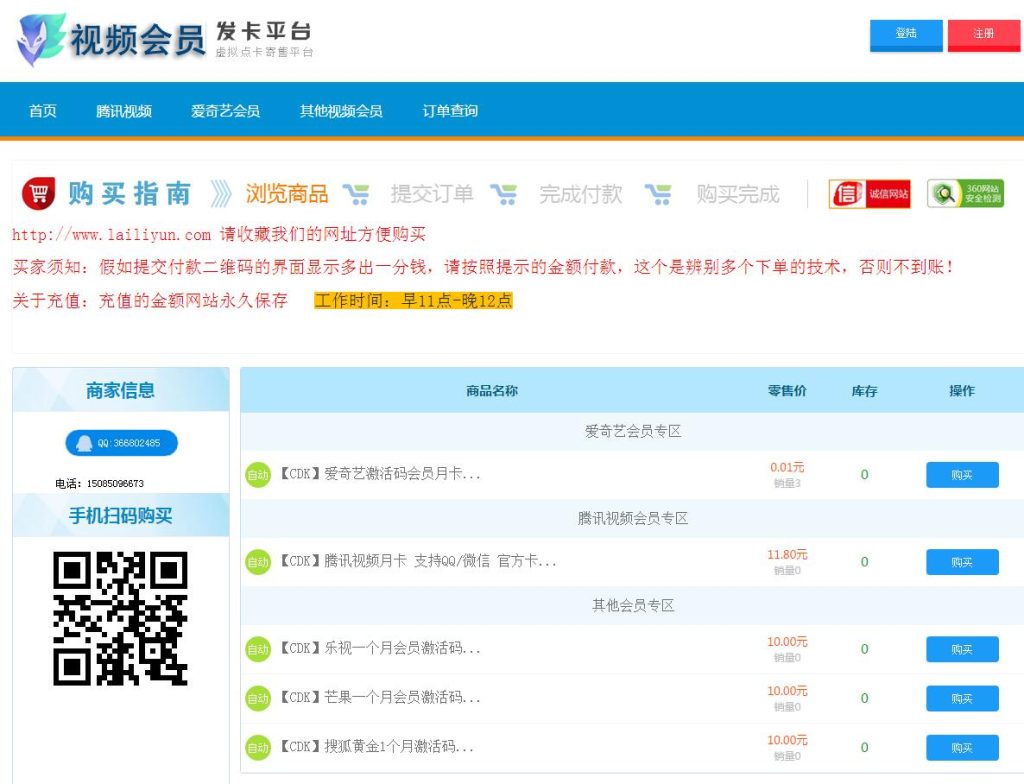 视频会员 发卡平台
虚拟点卡寄售平台
登陆 注册
首页 腾讯视频 爱奇艺会员 其他视频会员 订单查询
购买指南 浏览商品 提交订单 完成付款 购买完成 信 诚信网站 360网站安全检测
http://www.lailiyun.com 请收藏我们的网址方便购买
买家须知：假如提交付款二维码的界面显示多出一分钱，请按照提示的金额付款，这个是辨别多个下单的技术，否则不到账！
关于充值：充值的金额网站永久保存 工作时间：早11点-晚12点
商家信息
QQ:366802485
电话：15085096673
手机扫码购买
商品名称 零售价 库存 操作
爱奇艺会员专区
自动 【CDK】爱奇艺激活码会员月卡... 0.01元 0 购买
销量3
腾讯视频会员专区
自动 【CDK】腾讯视频月卡 支持QQ/微信 官方卡... 11.80元 0 购买
销量0
其他会员专区
自动 【CDK】乐视一个月会员激活码... 10.00元 0 购买
销量0
自动 【CDK】芒果一个月会员激活码... 10.00元 0 购买
销量0
自动 【CDK】搜狐黄金1个月激活码... 10.00元 0 购买
销量0